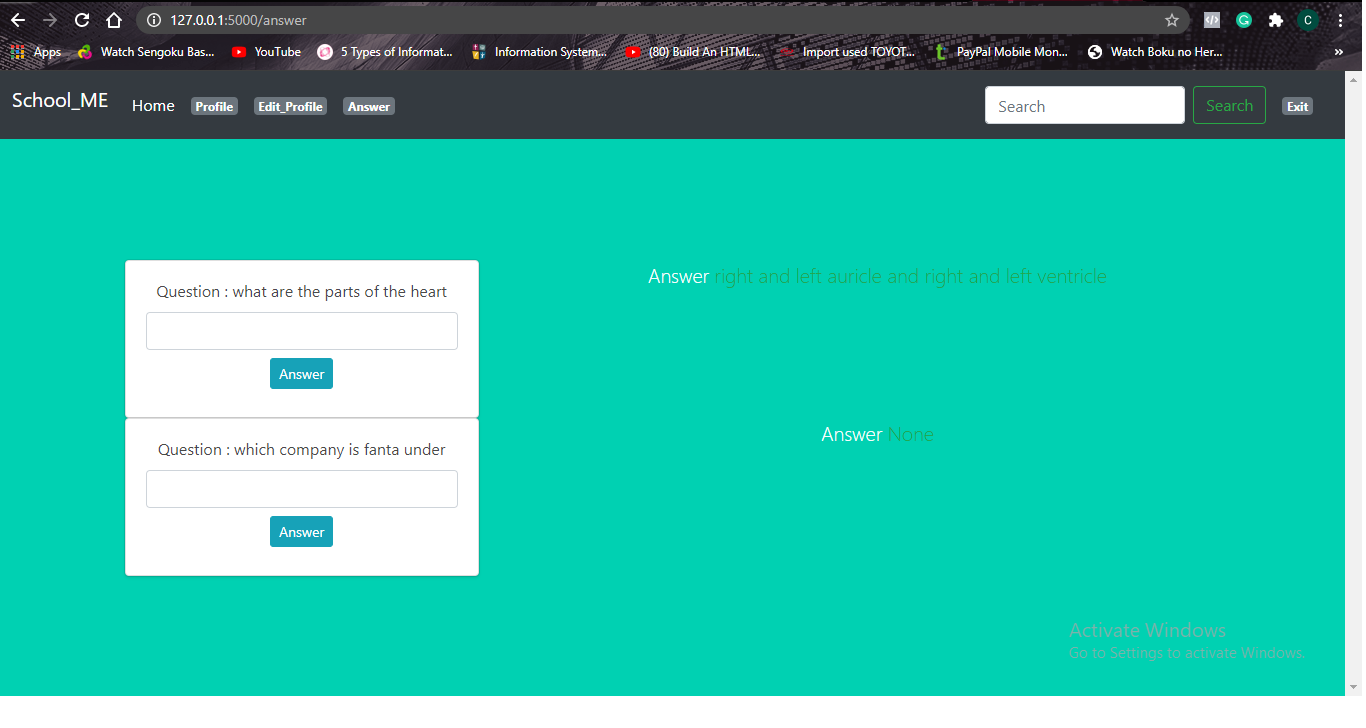 127.0.0.1:5000/answer
Apps Watch Sengoku Bas... YouTube 5 Types of Informat... Information System... (80) Build An HTML... Import used TOYOT... PayPal Mobile Mon... Watch Boku no Her... »
School_ME Home Profile Edit_Profile Answer Search Search Exit
Question : what are the parts of the heart
Answer
Answer right and left auricle and right and left ventricle
Question : which company is fanta under
Answer
Answer None
Activate Windows
Go to Settings to activate Windows.